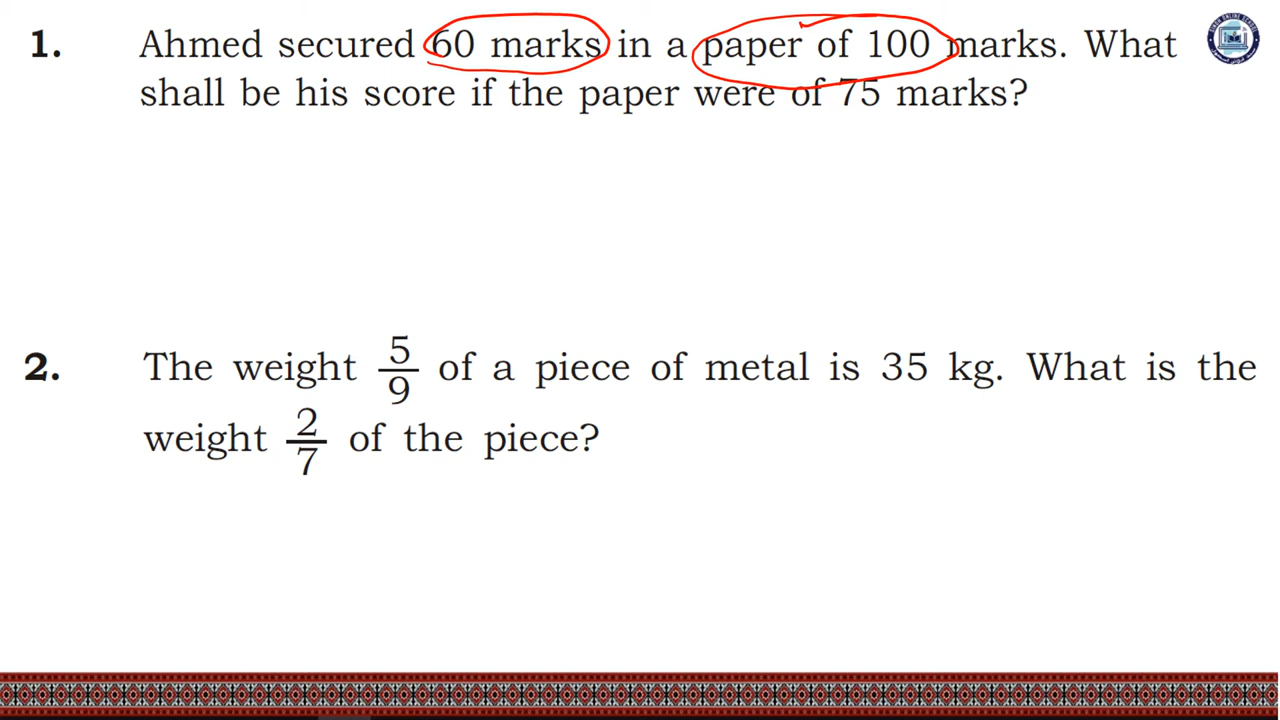 1. Ahmed secured 60 marks in a paper of 100 marks. What
shall be his score if the paper were of 75 marks?
2. The weight 5/9 of a piece of metal is 35 kg. What is the
weight 2/7 of the piece?